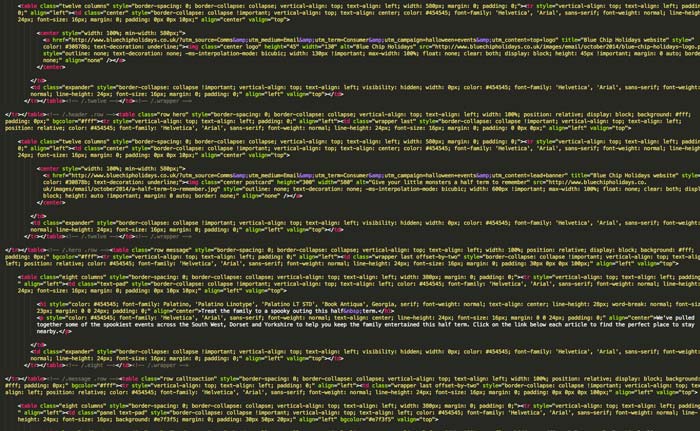 <table class="twelve columns" style="border-spacing: 0; border-collapse: collapse; vertical-align: top; text-align: left; width: 580px; margin: 0; padding: 0;"><tr style="vertical-align: top; text-align: left; padding:
0;" align="left"><td class="center" style="border-collapse: collapse !important; vertical-align: top; text-align: center; color: #454545; font-family: 'Helvetica', 'Arial', sans-serif; font-weight: normal; line-height:
24px; font-size: 16px; margin: 0; padding: 0px 0px 10px;" align="center" valign="top">
<center style="width: 100%; min-width: 580px;">
<a href="http://www.bluechipholidays.co.uk/?utm_source=Comms&amp;utm_medium=Email&amp;utm_term=Consumer&amp;utm_campaign=halloween+events&amp;utm_content=top+logo" title="Blue Chip Holidays website" style="
color: #30878b; text-decoration: underline;"><img class="center logo" height="45" width="130" alt="Blue Chip Holidays" src="http://www.bluechipholidays.co.uk/images/email/october2014/blue-chip-holidays-logo.p
style="outline: none; text-decoration: none; -ms-interpolation-mode: bicubic; width: 130px !important; max-width: 100%; float: none; clear: both; display: block; height: 45px !important; margin: 0 auto; border
none;" align="none" /></a>
</center>
</td>
<td class="expander" style="border-collapse: collapse !important; vertical-align: top; text-align: left; visibility: hidden; width: 0px; color: #454545; font-family: 'Helvetica', 'Arial', sans-serif; font-weight:
normal; line-height: 24px; font-size: 16px; margin: 0; padding: 0;" align="left" valign="top"></td>
</tr></table><!-- /.twelve --></td><!-- /.wrapper -->
</tr></table><!-- /.header .row --><table class="row hero" style="border-spacing: 0; border-collapse: collapse; vertical-align: top; text-align: left; width: 100%; position: relative; display: block; background: #fff;
padding: 0px;" bgcolor="#fff"><tr style="vertical-align: top; text-align: left; padding: 0;" align="left"><td class="wrapper last" style="border-collapse: collapse !important; vertical-align: top; text-align: left;
position: relative; color: #454545; font-family: 'Helvetica', 'Arial', sans-serif; font-weight: normal; line-height: 24px; font-size: 16px; margin: 0; padding: 0 0px 0px;" align="left" valign="top">
<table class="twelve columns" style="border-spacing: 0; border-collapse: collapse; vertical-align: top; text-align: left; width: 580px; margin: 0; padding: 0;"><tr style="vertical-align: top; text-align: left; paddi
0;" align="left"><td class="center" style="border-collapse: collapse !important; vertical-align: top; text-align: center; color: #454545; font-family: 'Helvetica', 'Arial', sans-serif; font-weight: normal; line-heigh
24px; font-size: 16px; margin: 0; padding: 0px 0px 10px;" align="center" valign="top">
<center style="width: 100%; min-width: 580px;">
<a href="http://www.bluechipholidays.co.uk/?utm_source=Comms&amp;utm_medium=Email&amp;utm_term=Consumer&amp;utm_campaign=halloween+events&amp;utm_content=lead+banner" title="Blue Chip Holidays website" style=
color: #30878b; text-decoration: underline;"><img class="center postcard" height="300" width="580" alt="Give your little monsters a half term to remember" src="http://www.bluechipholidays.co.
uk/images/email/october2014/a-half-term-to-remember.jpg" style="outline: none; text-decoration: none; -ms-interpolation-mode: bicubic; width: 600px !important; max-width: 100%; float: none; clear: both; displ
block; height: auto !important; margin: 0 auto; border: none;" align="none" /></a>
</center>
</td>
<td class="expander" style="border-collapse: collapse !important; vertical-align: top; text-align: left; visibility: hidden; width: 0px; color: #454545; font-family: 'Helvetica', 'Arial', sans-serif; font-weight:
normal; line-height: 24px; font-size: 16px; margin: 0; padding: 0;" align="left" valign="top"></td>
</tr></table><!-- /.twelve --></td><!-- /.wrapper -->
</tr></table><!-- /.hero .row --><table class="row message" style="border-spacing: 0; border-collapse: collapse; vertical-align: top; text-align: left; width: 100%; position: relative; display: block; background: #fff;
padding: 0px;" bgcolor="#fff"><tr style="vertical-align: top; text-align: left; padding: 0;" align="left"><td class="wrapper last offset-by-two" style="border-collapse: collapse !important; vertical-align: top; text-al
left; position: relative; color: #454545; font-family: 'Helvetica', 'Arial', sans-serif; font-weight: normal; line-height: 24px; font-size: 16px; margin: 0; padding: 30px 0px 0px 20px;" align="left" valign="top">
<table class="eight columns" style="border-spacing: 0; border-collapse: collapse; vertical-align: top; text-align: left; width: 380px; margin: 0; padding: 0;"><tr style="vertical-align: top; text-align: left; paddin
0;" align="left"><td class="text-pad" style="border-collapse: collapse !important; vertical-align: top; text-align: left; color: #454545; font-family: 'Helvetica', 'Arial', sans-serif; font-weight: normal; line-heigh
24px; font-size: 16px; margin: 0; padding: 0px 10px 10px;" align="left" valign="top">
<h1 style="color: #454545; font-family: Palatino, 'Palatino Linotype', 'Palatino LT STD', 'Book Antiqua', Georgia, serif; font-weight: normal; text-align: center; line-height: 28px; word-break: normal; font-s
23px; margin: 0 0 24px; padding: 0;" align="center">Treat the family to a spooky outing this half&nbsp;term.</h1>
<p style="color: #454545; font-family: 'Helvetica', 'Arial', sans-serif; font-weight: normal; text-align: center; line-height: 24px; font-size: 16px; margin: 0 0 24px; padding: 0;" align="center">We've pulled
together some of the spookiest events across the South West, Dorset and Yorkshire to help you keep the family entertained this half term. Click on the link below each article to find the perfect place to stay
nearby.</p>
</td>
<td class="expander" style="border-collapse: collapse !important; vertical-align: top; text-align: left; visibility: hidden; width: 0px; color: #454545; font-family: 'Helvetica', 'Arial', sans-serif; font-weight:
normal; line-height: 24px; font-size: 16px; margin: 0; padding: 0;" align="left" valign="top"></td>
</tr></table><!-- /.eight --></td><!-- /.wrapper -->
</tr></table><!-- /.message .row --><table class="row calltoaction" style="border-spacing: 0; border-collapse: collapse; vertical-align: top; text-align: left; width: 100%; position: relative; display: block; background:
#fff; padding: 0px;" bgcolor="#fff"><tr style="vertical-align: top; text-align: left; padding: 0;" align="left"><td class="wrapper last offset-by-two" style="border-collapse: collapse !important; vertical-align: top; te
align: left; position: relative; color: #454545; font-family: 'Helvetica', 'Arial', sans-serif; font-weight: normal; line-height: 24px; font-size: 16px; margin: 0; padding:
<table class="eight columns" style="border-spacing: 0; border-collapse: collapse; vertical-align: top; text-align: left; width: 380px; margin: 0; padding: 0;"><tr style="vertical-align: top; text-align: left; paddin
0;" align="left"><td class="panel text-pad" style="border-collapse: collapse !important; vertical-align: top; text-align: left; color: #454545; font-family: 'Helvetica', 'Arial', sans-serif; font-weight: normal; line
height: 24px; font-size: 16px; background: #e7f3f5; margin: 0; padding: 30px 50px 20px;" align="left" bgcolor="#e7f3f5" valign="top">